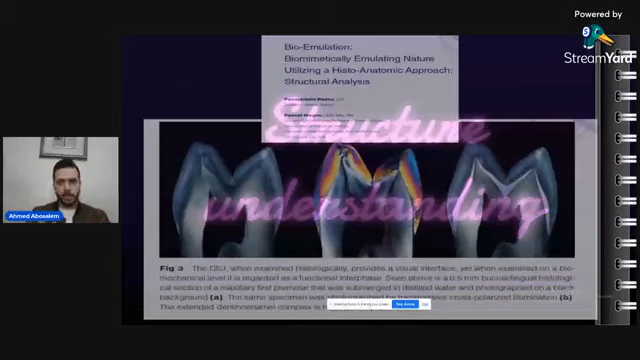 Powered by
StreamYard
Bio-Emulation:
Biomimetically Emulating Nature
Utilizing a Histo-Anatomic Approach;
Structural Analysis
Structure
understanding
Ahmed Abosalem
Fig 3 The DEJ, when examined histologically, provides a visual interface, yet when examined on a bio-
mechanical level it is regarded as a functional interphase. Seen above is a 0.5 mm buccolingual histologi-
cal section of a maxillary first premolar that was submerged in distilled water and photographed on a black
background (a). The same specimen was photographed by transmissive cross-polarized illumination (b).
The extended dentinoenamel complex is